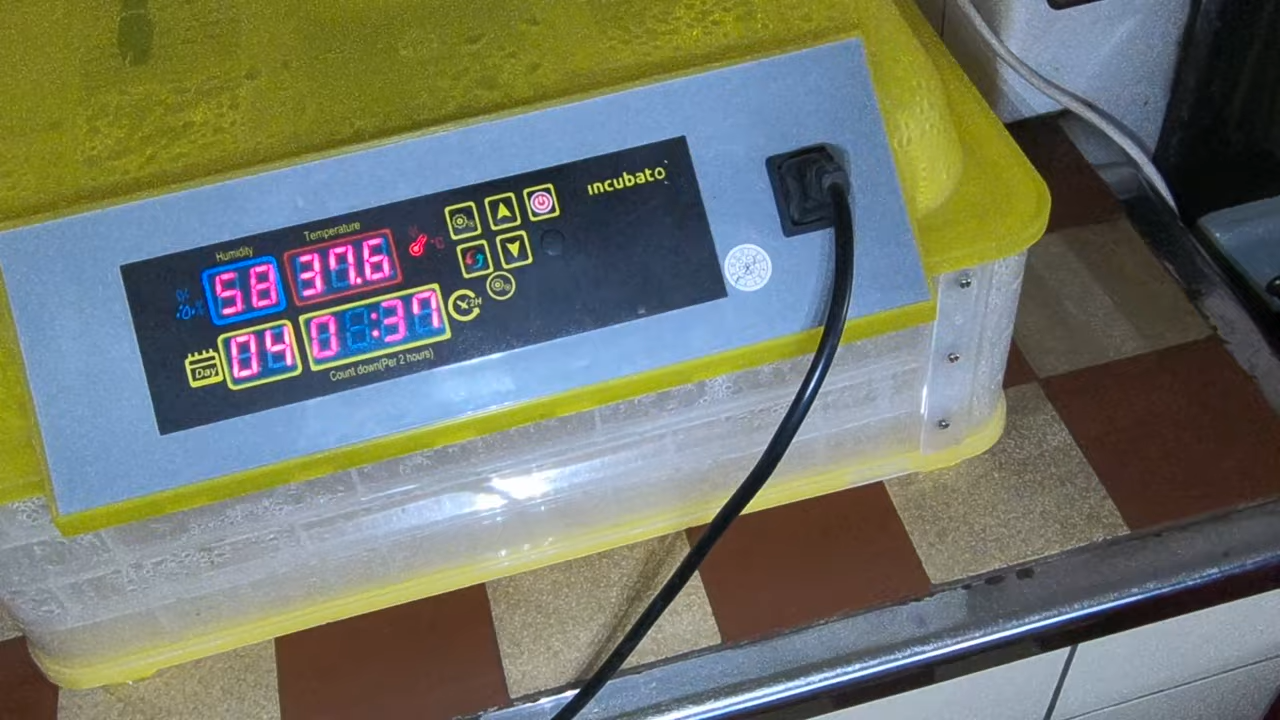 incubato
Humidity
Temperature
58
37.6
°C
%
2H
Day
04
0:37
Count down(Per 2 hours)